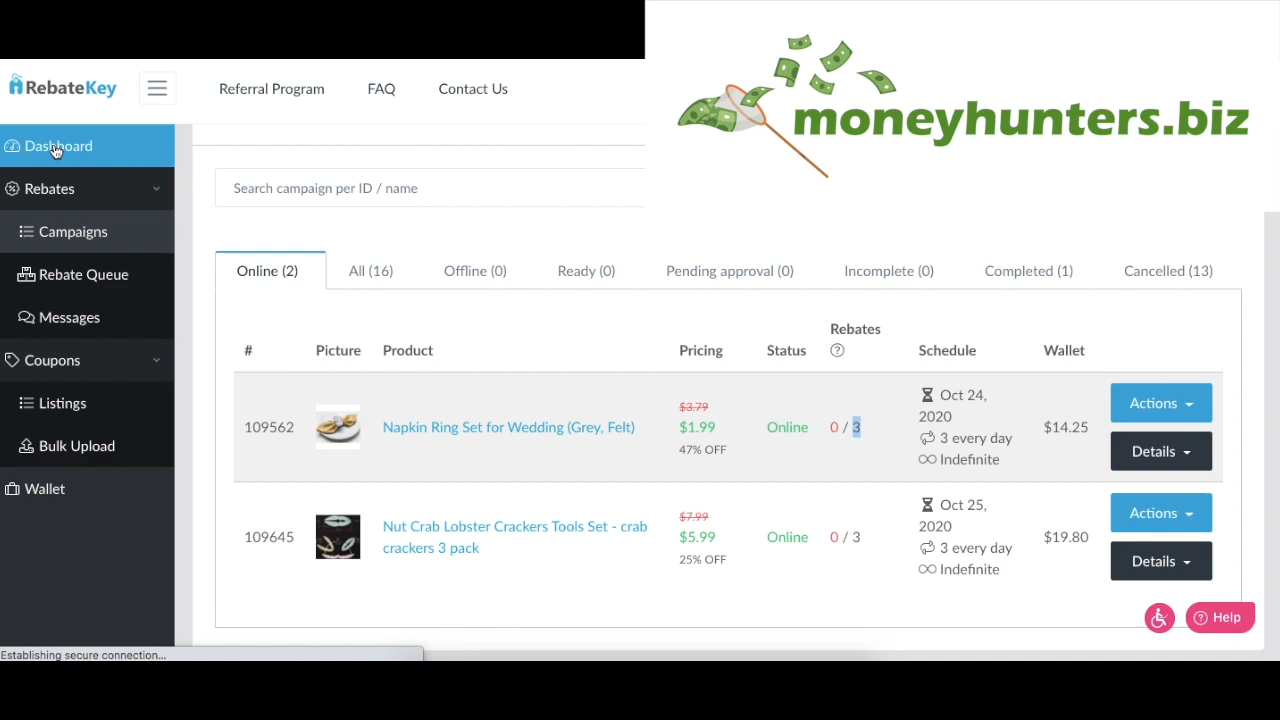 moneyhunters.biz
RebateKey
Referral Program
FAQ
Contact Us
Dashboard
Rebates
Campaigns
Rebate Queue
Messages
Coupons
Listings
Bulk Upload
Wallet
Search campaign per ID / name
Online (2)
All (16)
Offline (0)
Ready (0)
Pending approval (0)
Incomplete (0)
Completed (1)
Cancelled (13)
#
Picture
Product
Pricing
Status
Rebates
Schedule
Wallet
109562
Napkin Ring Set for Wedding (Grey, Felt)
$3.79
$1.99
47% OFF
Online
0 / 3
Oct 24,
2020
3 every day
Indefinite
$14.25
Actions
Details
109645
Nut Crab Lobster Crackers Tools Set - crab
crackers 3 pack
$7.99
$5.99
25% OFF
Online
0 / 3
Oct 25,
2020
3 every day
Indefinite
$19.80
Actions
Details
Help
Establishing secure connection...